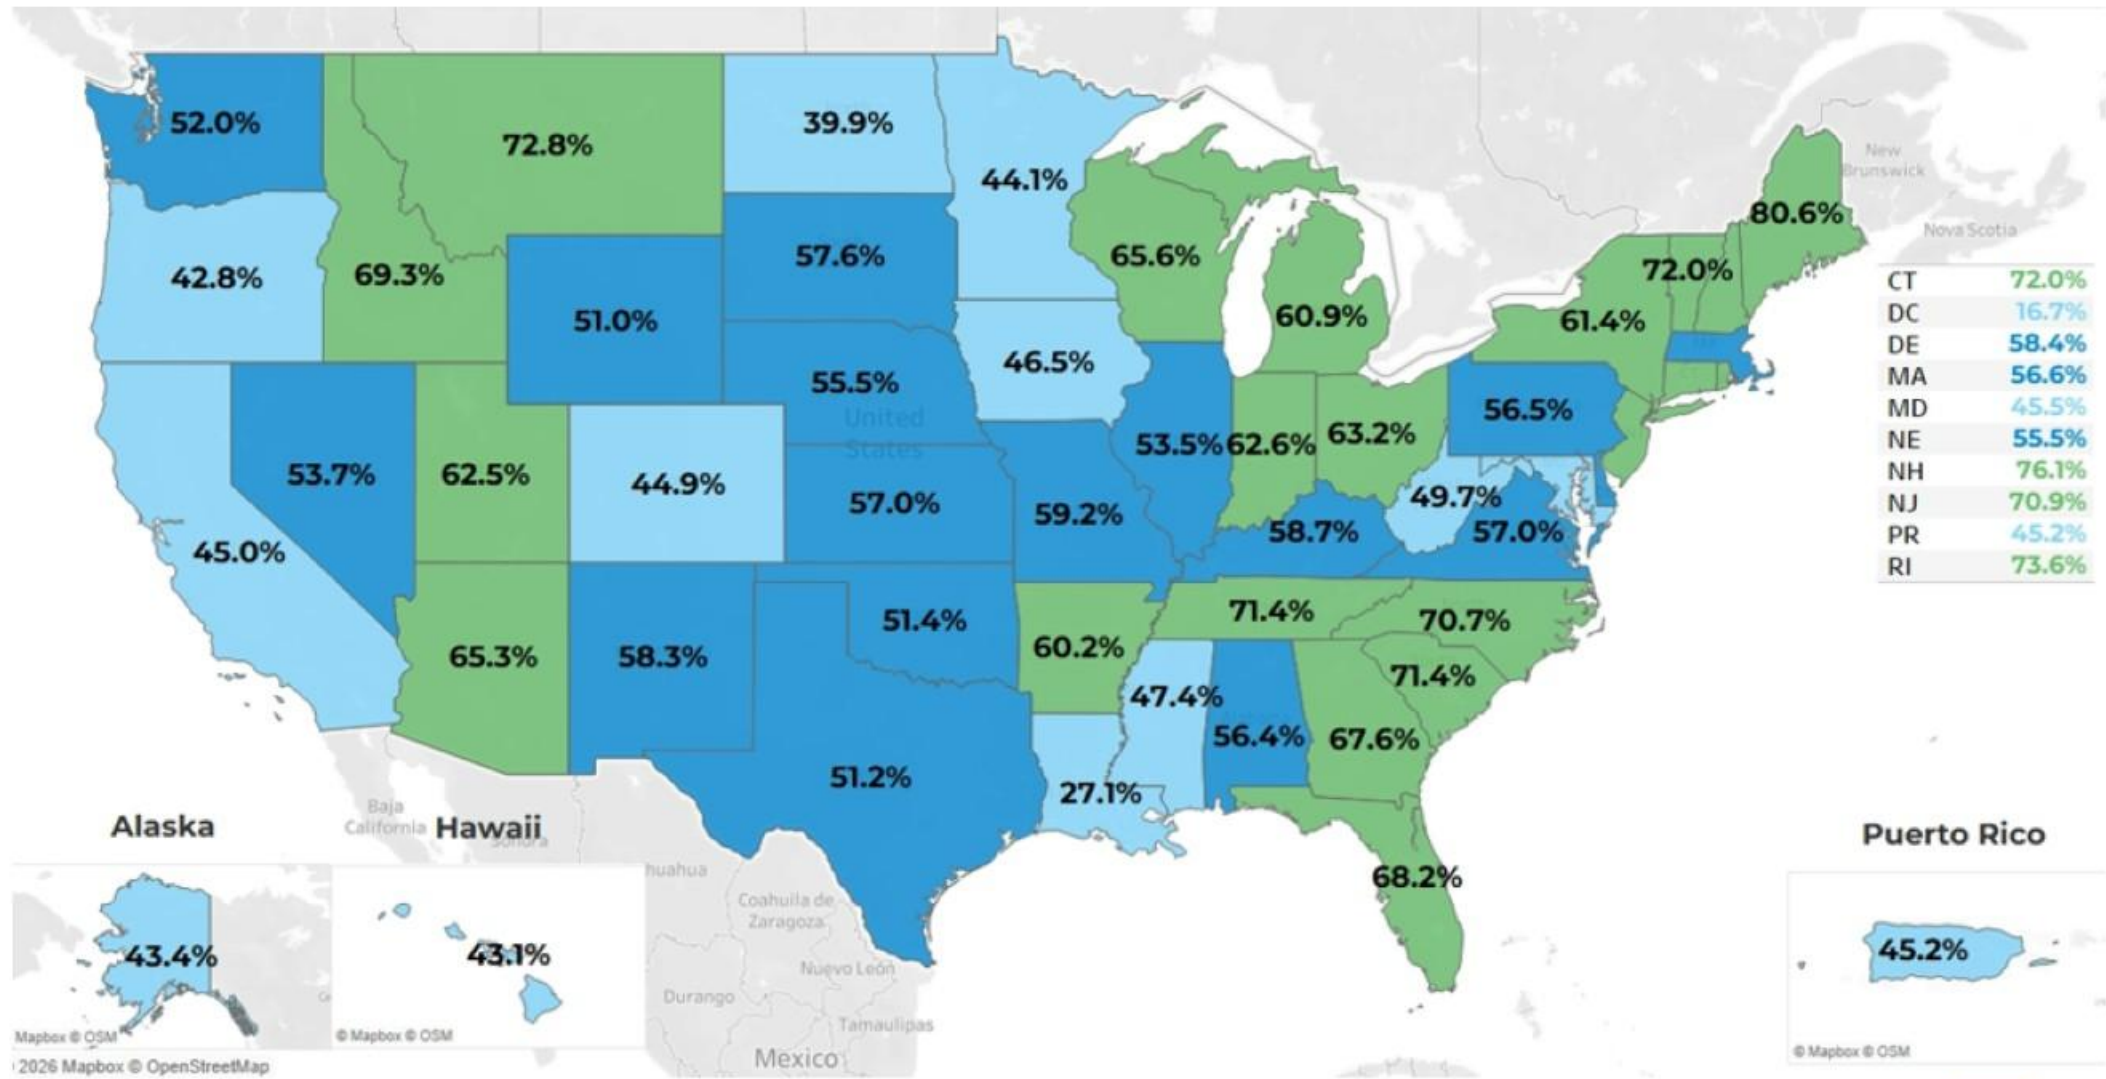 52.0%
72.8%
39.9%
44.1%
New
Brunswick
80.6%
Nova Scotia
42.8%
69.3%
57.6%
65.6%
72.0%
51.0%
60.9%
61.4%
CT 72.0%
DC 16.7%
DE 58.4%
MA 56.6%
MD 45.5%
NE 55.5%
NH 76.1%
NJ 70.9%
PR 45.2%
RI 73.6%
46.5%
55.5%
United
States
56.5%
53.7%
62.5%
44.9%
57.0%
53.5%
62.6%
63.2%
49.7%
59.2%
58.7%
57.0%
45.0%
51.4%
71.4%
70.7%
65.3%
58.3%
60.2%
71.4%
47.4%
56.4%
67.6%
51.2%
27.1%
68.2%
Baja
California
Sonora
huahua
Coahuila de
Zaragoza
Nuevo León
Durango
Tamaulipas
Mexico
Alaska
43.4%
Mapbox © OSM
Hawaii
43.1%
© Mapbox © OSM
Puerto Rico
45.2%
© Mapbox © OSM
2026 Mapbox © OpenStreetMap